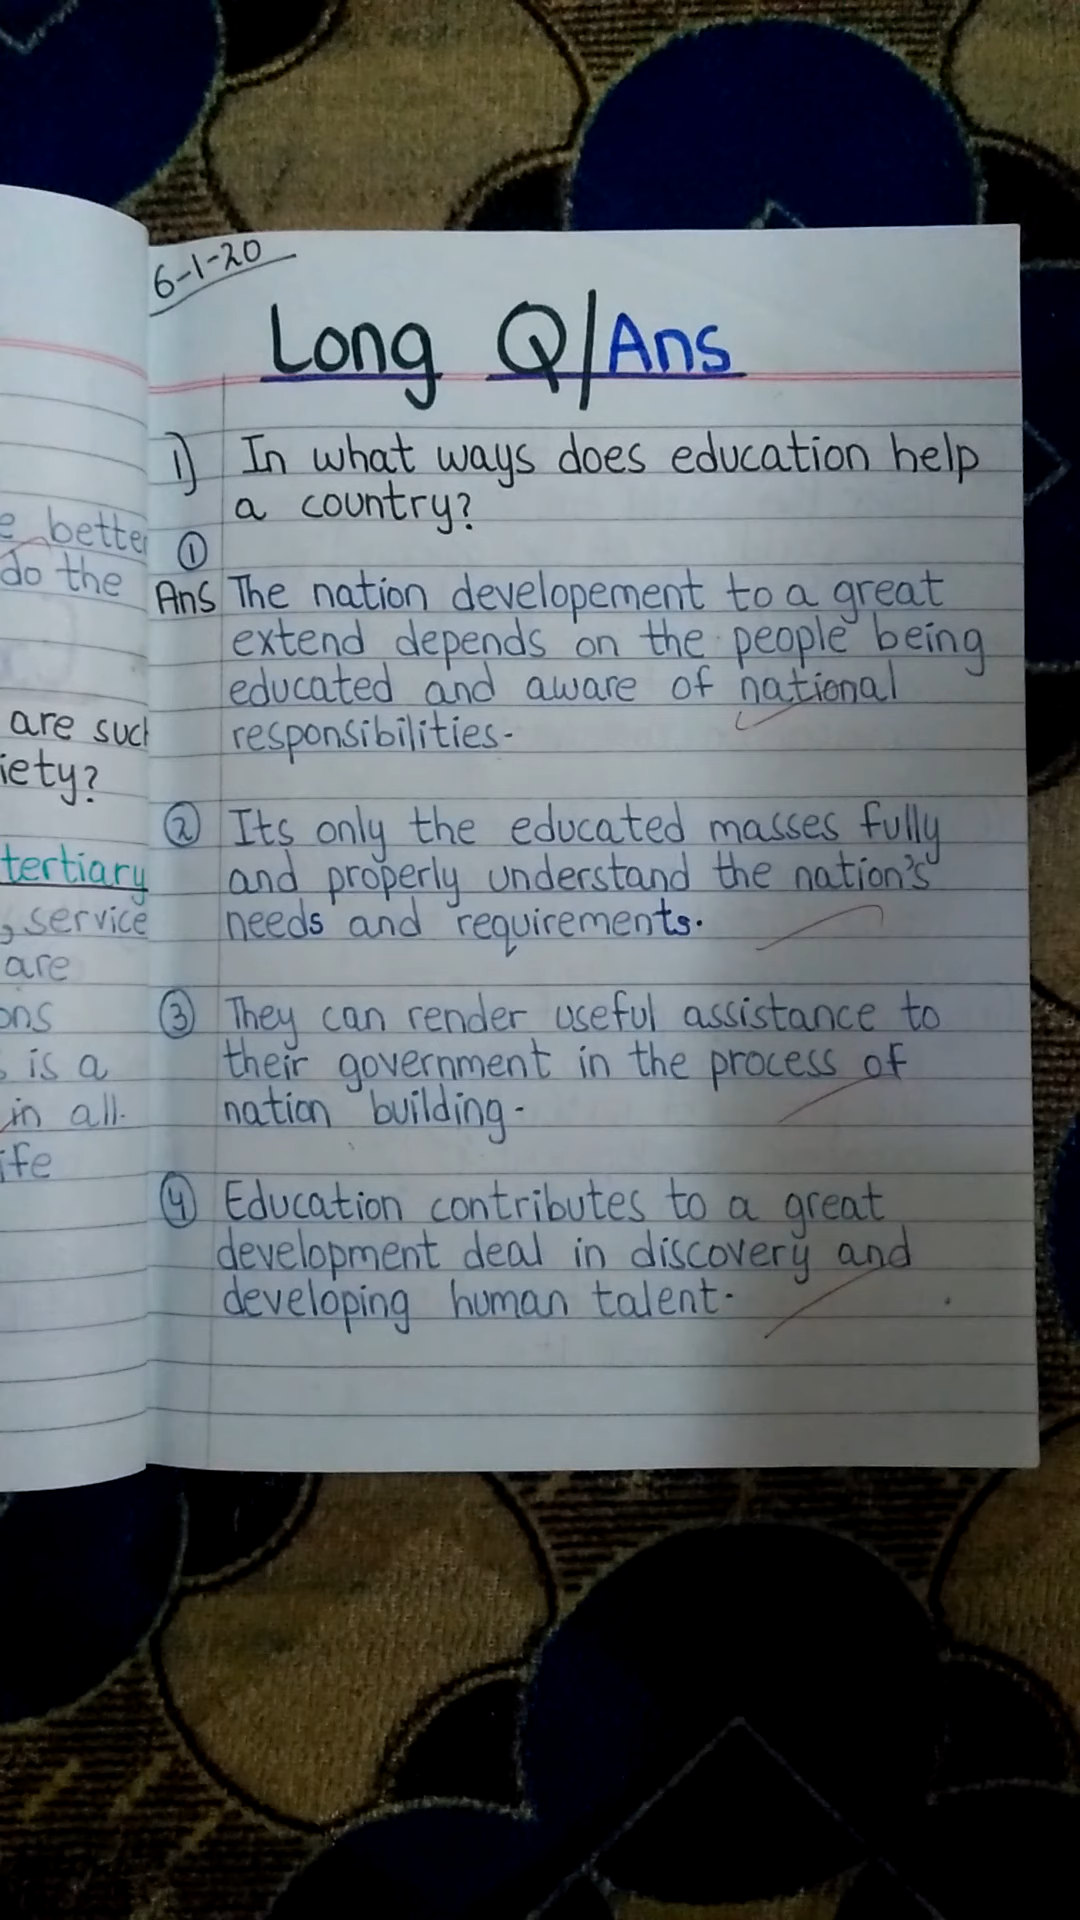 6-1-20
Long Q/Ans
1) In what ways does education help
a country?
①
Ans The nation developement to a great
extend depends on the people being
educated and aware of national
responsibilities-
② Its only the educated masses fully
and properly understand the nation's
needs and requirements.
③ They can render useful assistance to
their government in the process of
nation building-
④ Education contributes to a great
development deal in discovery and
developing human talent.
better
do the
are such
tertiary
, service
are
is a
in all.